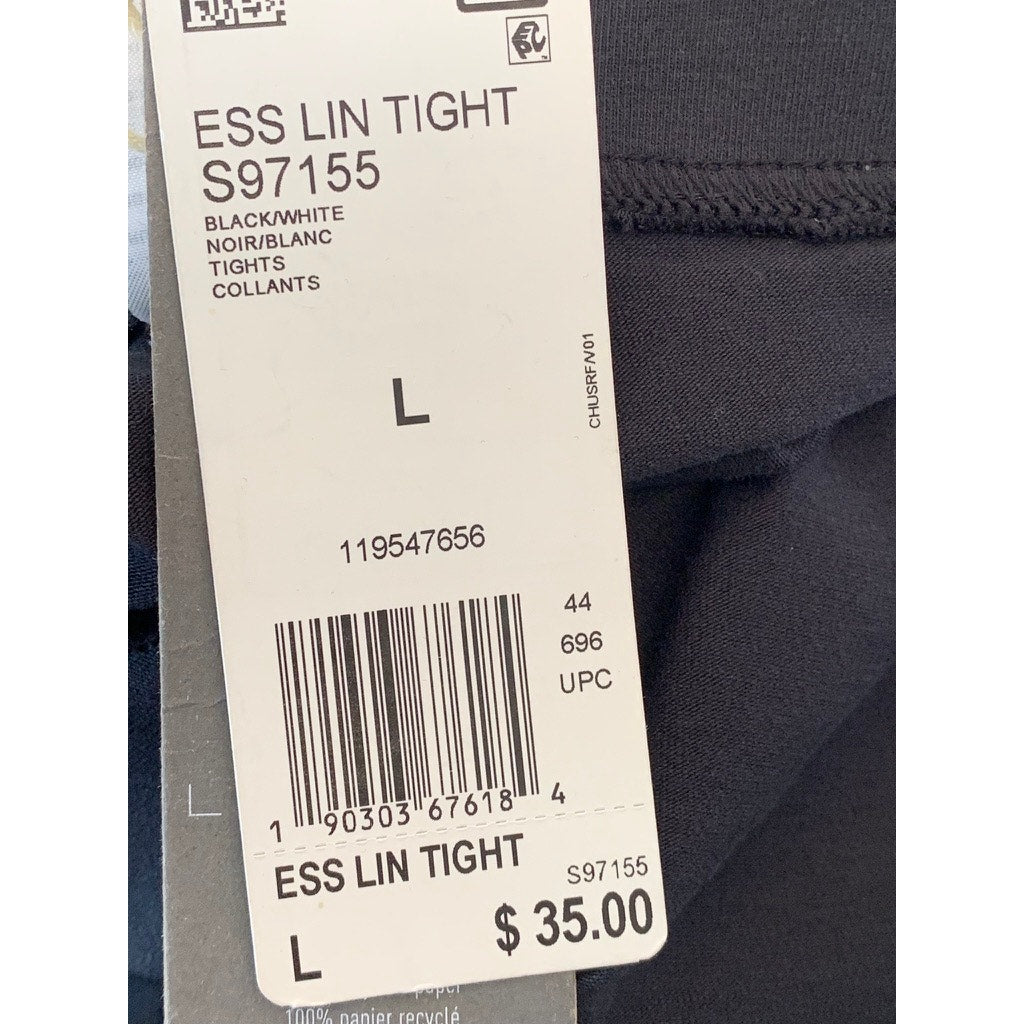 ESS LIN TIGHT
S97155
BLACK/WHITE
NOIR/BLANC
TIGHTS
COLLANTS
L
CHUSRF/V01
119547656
44
696
UPC
1 90303 67618 4
ESS LIN TIGHT
S97155
$ 35.00
L
L
paper
100% papier recyclé